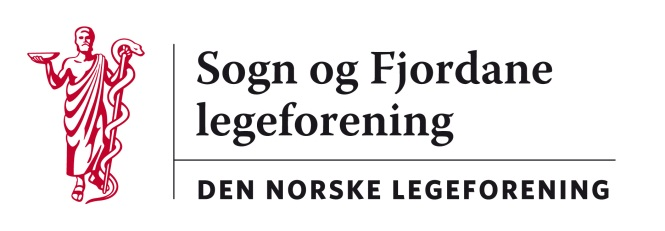 Sogn og Fjordane
legeforening
DEN NORSKE LEGEFORENING